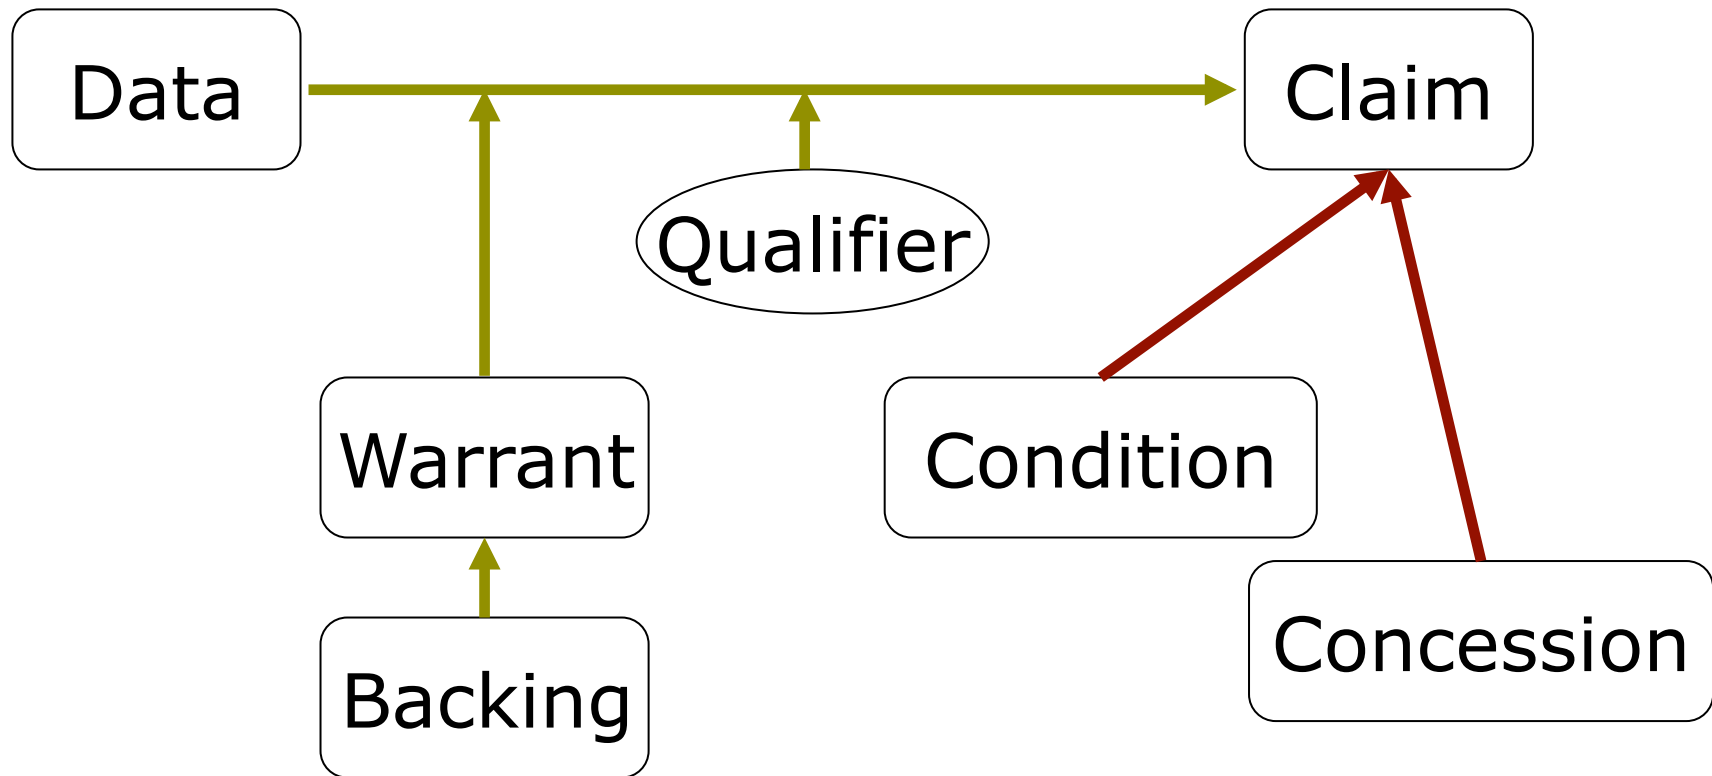 Data
Claim
Qualifier
Warrant
Condition
Concession
Backing